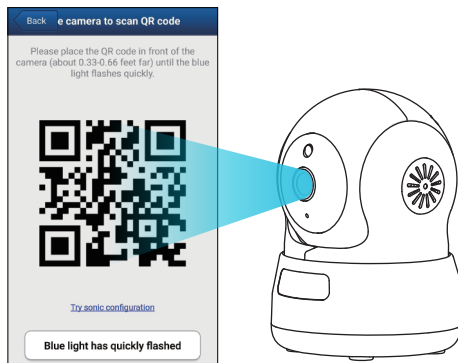 Back e camera to scan QR code
Please place the QR code in front of the
camera (about 0.33-0.66 feet far) until the blue
light flashes quickly.
Try sonic configuration
Blue light has quickly flashed